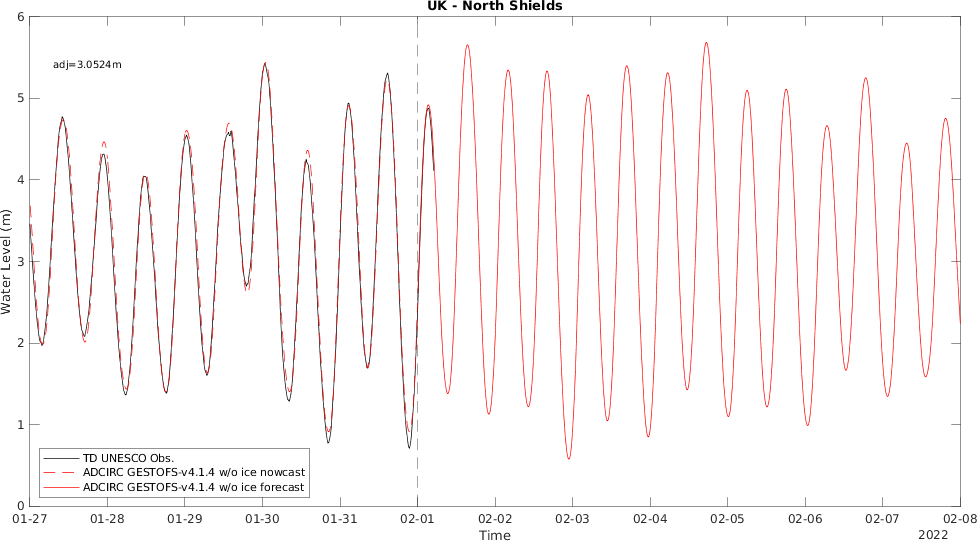 UK - North Shields
adj=3.0524m
Water Level (m)
6
5
4
3
2
1
0
TD UNESCO Obs.
ADCIRC GESTOFS-v4.1.4 w/o ice nowcast
ADCIRC GESTOFS-v4.1.4 w/o ice forecast
01-27 01-28 01-29 01-30 01-31 02-01 02-02 02-03 02-04 02-05 02-06 02-07 02-08
Time
2022